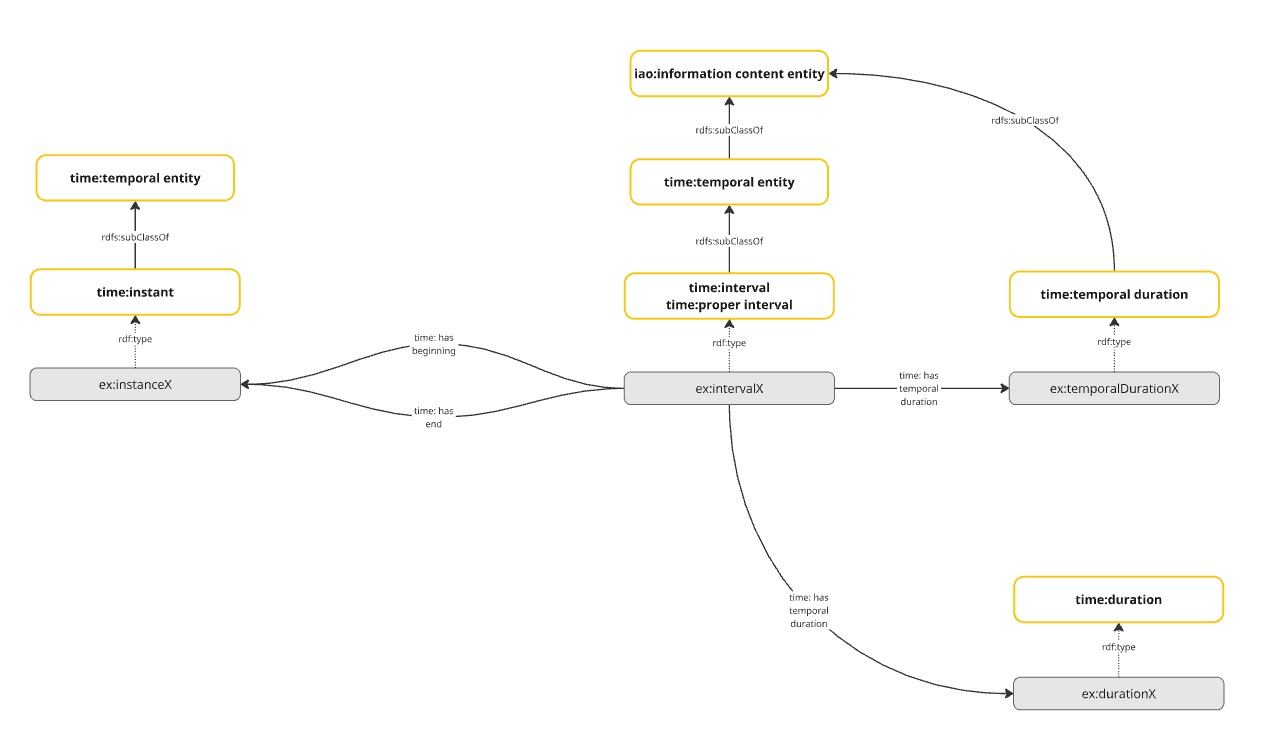 iao:information content entity
rdfs:subClassOf
rdfs:subClassOf
time:temporal entity
time:temporal entity
rdfs:subClassOf
rdfs:subClassOf
time:instant
time:interval
time:proper interval
time:temporal duration
rdf:type
rdf:type
rdf:type
time: has
beginning
ex:instanceX
ex:intervalX
time: has
temporal
duration
ex:temporalDurationX
time: has
end
time: has
temporal
duration
time:duration
rdf:type
ex:durationX